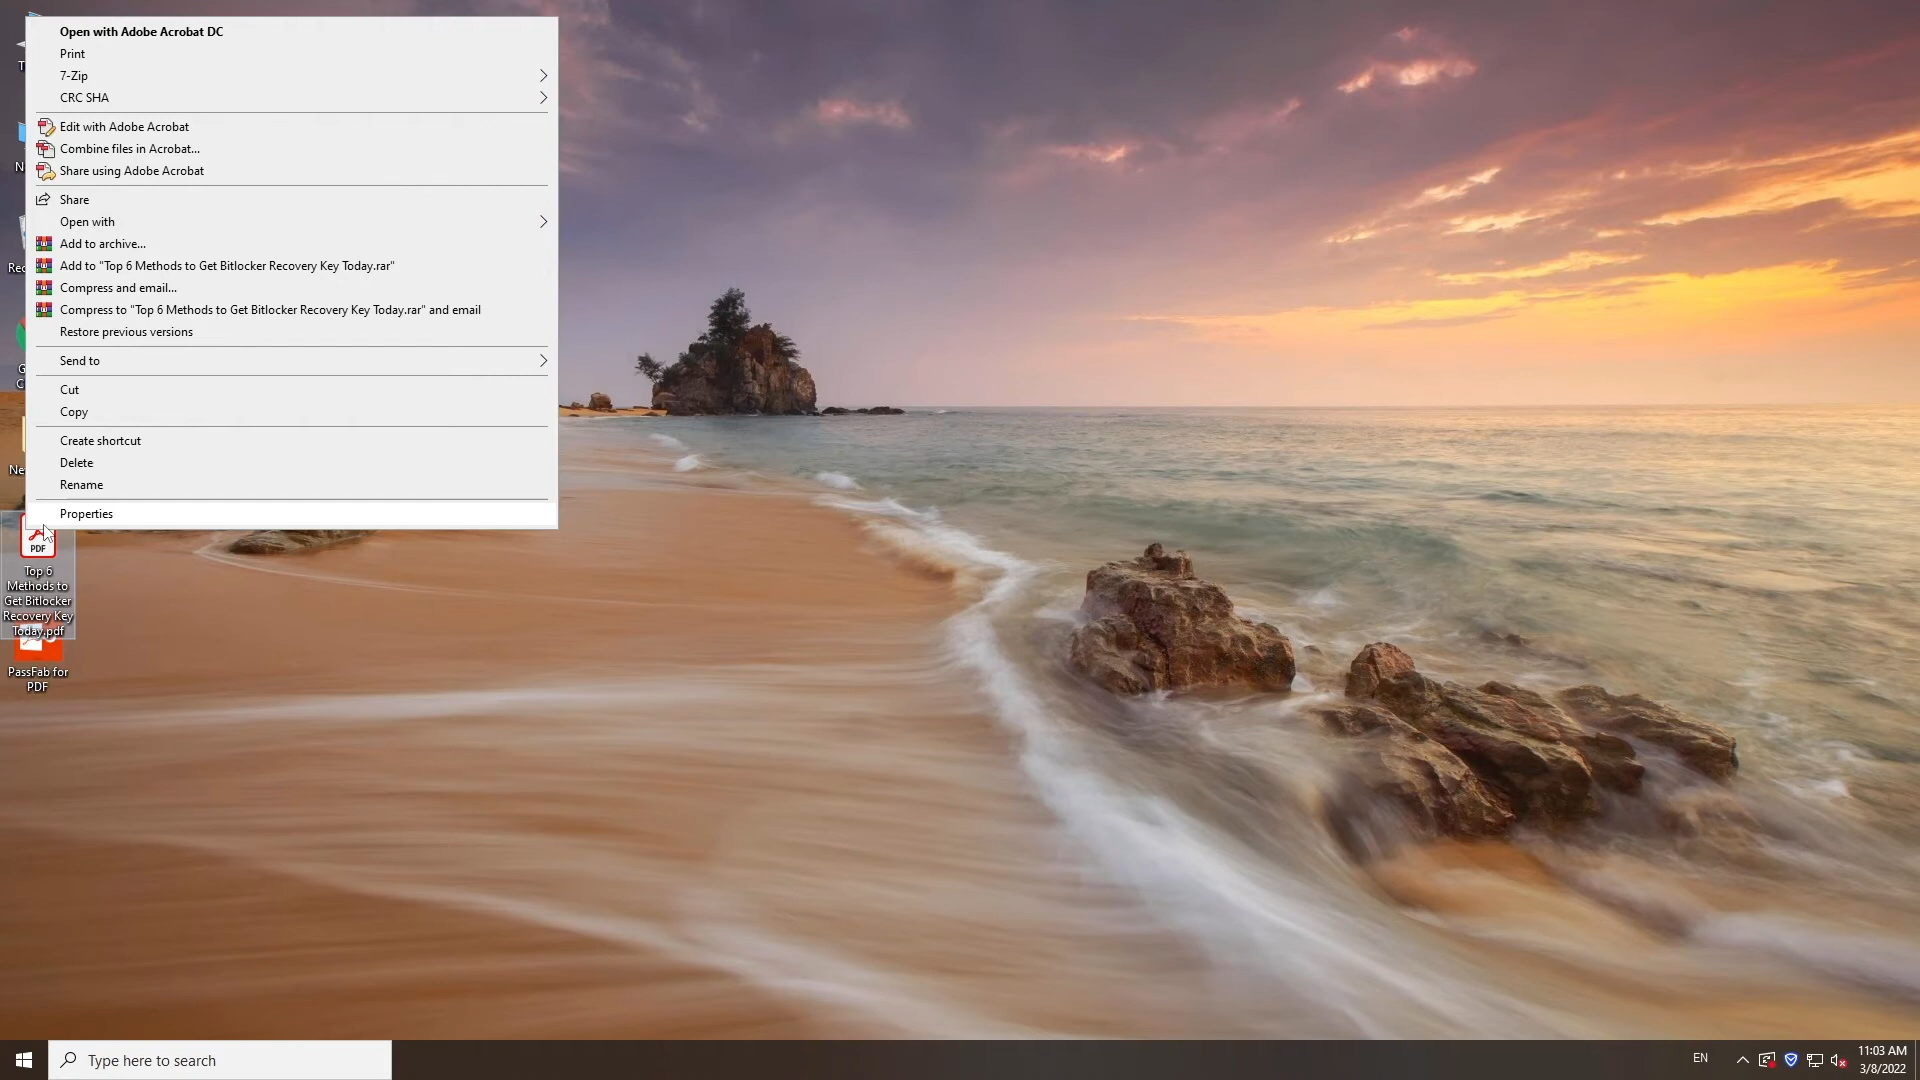 Open with Adobe Acrobat DC
Print
7-Zip
CRC SHA
Edit with Adobe Acrobat
Combine files in Acrobat...
Share using Adobe Acrobat
Share
Open with
Add to archive...
Add to "Top 6 Methods to Get Bitlocker Recovery Key Today.rar"
Compress and email...
Compress to "Top 6 Methods to Get Bitlocker Recovery Key Today.rar" and email
Restore previous versions
Send to
Cut
Copy
Create shortcut
Delete
Rename
Properties
PDF
Top 6
Methods to
Get Bitlocker
Recovery Key
Today.pdf
PassFab for
PDF
Type here to search
EN
11:03 AM
3/8/2022